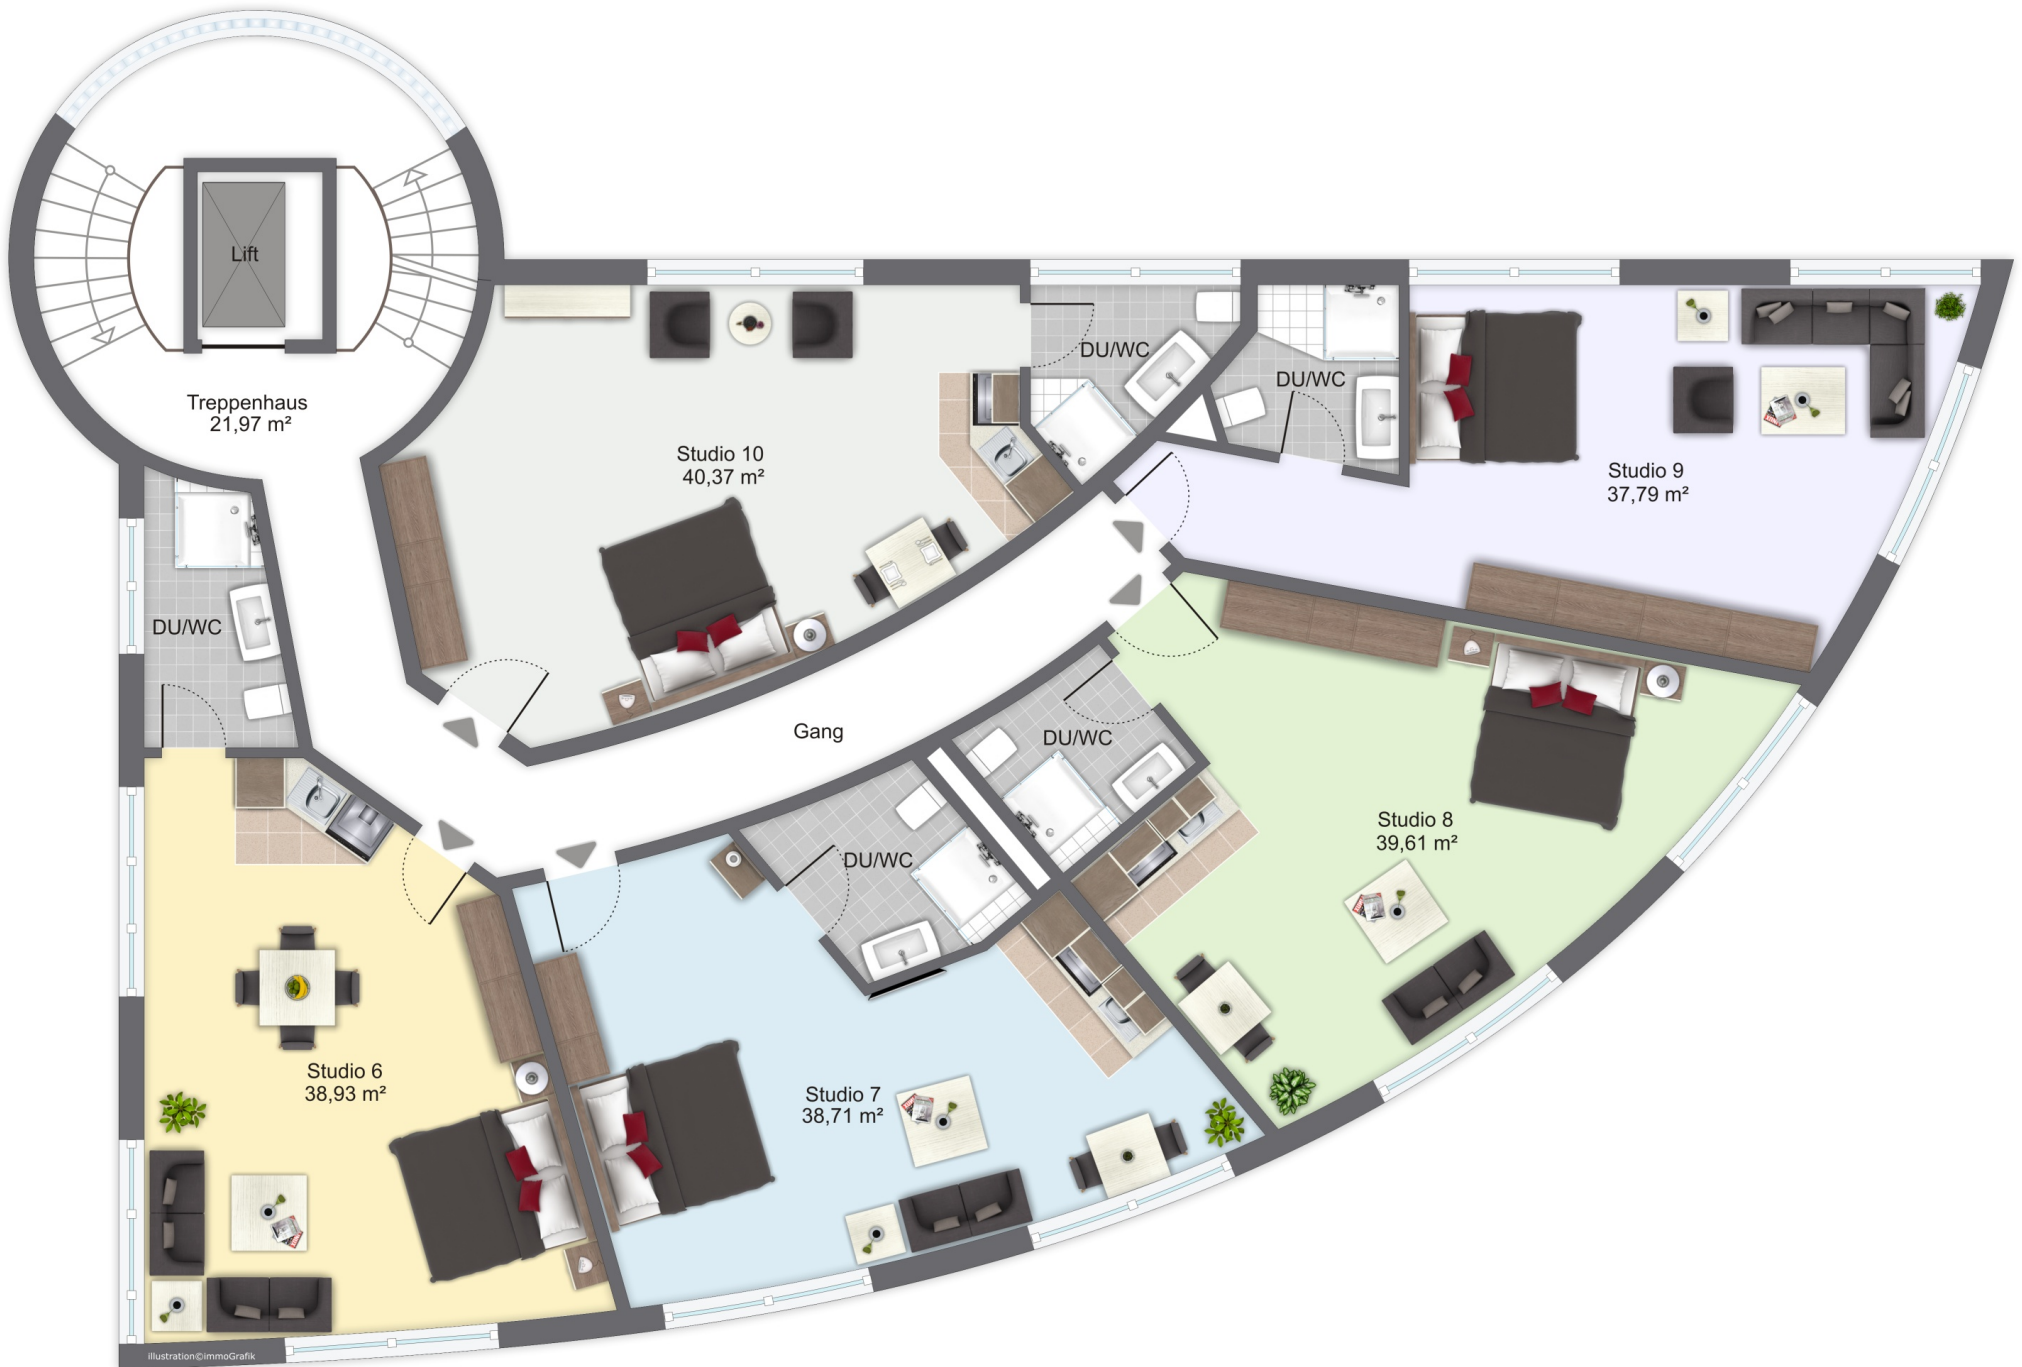 Lift
Treppenhaus
21,97 m²
DU/WC
DU/WC
Studio 10
40,37 m²
Studio 9
37,79 m²
DU/WC
Gang
DU/WC
Studio 8
39,61 m²
DU/WC
Studio 6
38,93 m²
Studio 7
38,71 m²
illustration©immoGrafik